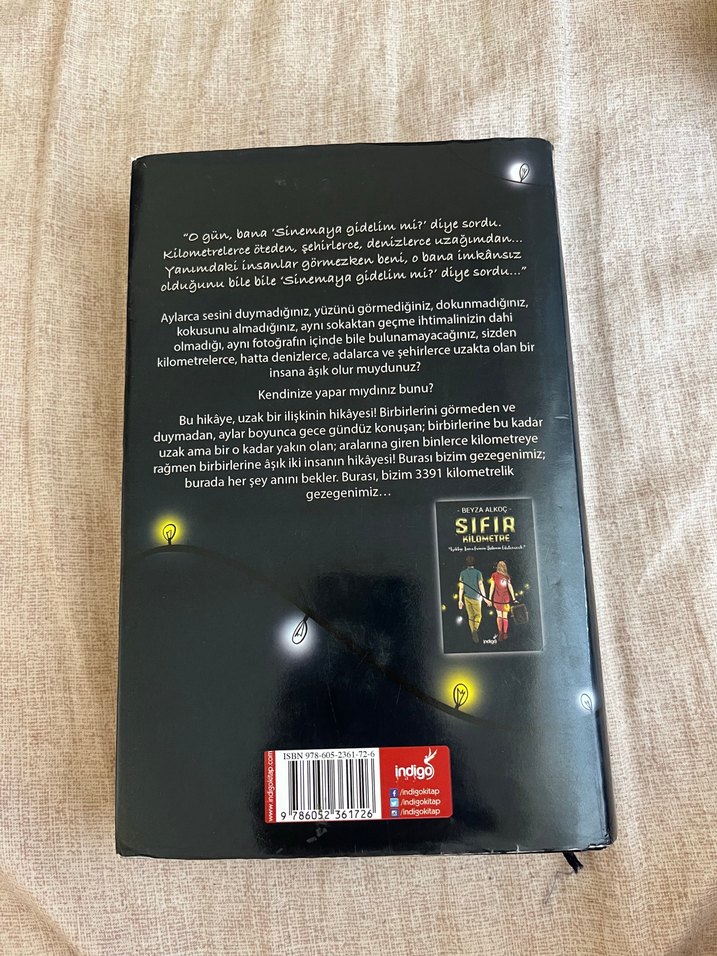 "O gün, bana 'Sinemaya gidelim mi?' diye sordu.
Kilometrelerce öteden, şehirlerce, denizlerce uzağımdan...
Yanımdaki insanlar görmezken beni, o bana imkânsız
olduğunu bile bile 'Sinemaya gidelim mi?' diye sordu..."
Aylarca sesini duymadığınız, yüzünü görmediğiniz, dokunmadığınız,
kokusunu almadığınız, aynı sokaktan geçme ihtimalinizin dahi
olmadığı, aynı fotoğrafın içinde bile bulunamayacağınız, sizden
kilometrelerce, hatta denizlerce, adalarca ve şehirlerce uzakta olan bir
insana âşık olur muydunuz?
Kendinize yapar mıydınız bunu?
Bu hikâye, uzak bir ilişkinin hikâyesi! Birbirlerini görmeden ve
duymadan, aylar boyunca gece gündüz konuşan; birbirlerine bu kadar
uzak ama bir o kadar yakın olan; aralarına giren binlerce kilometreye
rağmen birbirlerine âşık iki insanın hikâyesi! Burası bizim gezegenimiz;
burada her şey anını bekler. Burası, bizim 3391 kilometrelik
gezegenimiz...
- BEYZA ALKOÇ -
SIFIR
KİLOMETRE
indigo
www.indigokitap.com
ISBN 978-605-2361-72-6
9 786052 361726
indigo
/indigokitap
/indigokitap
/indigokitap